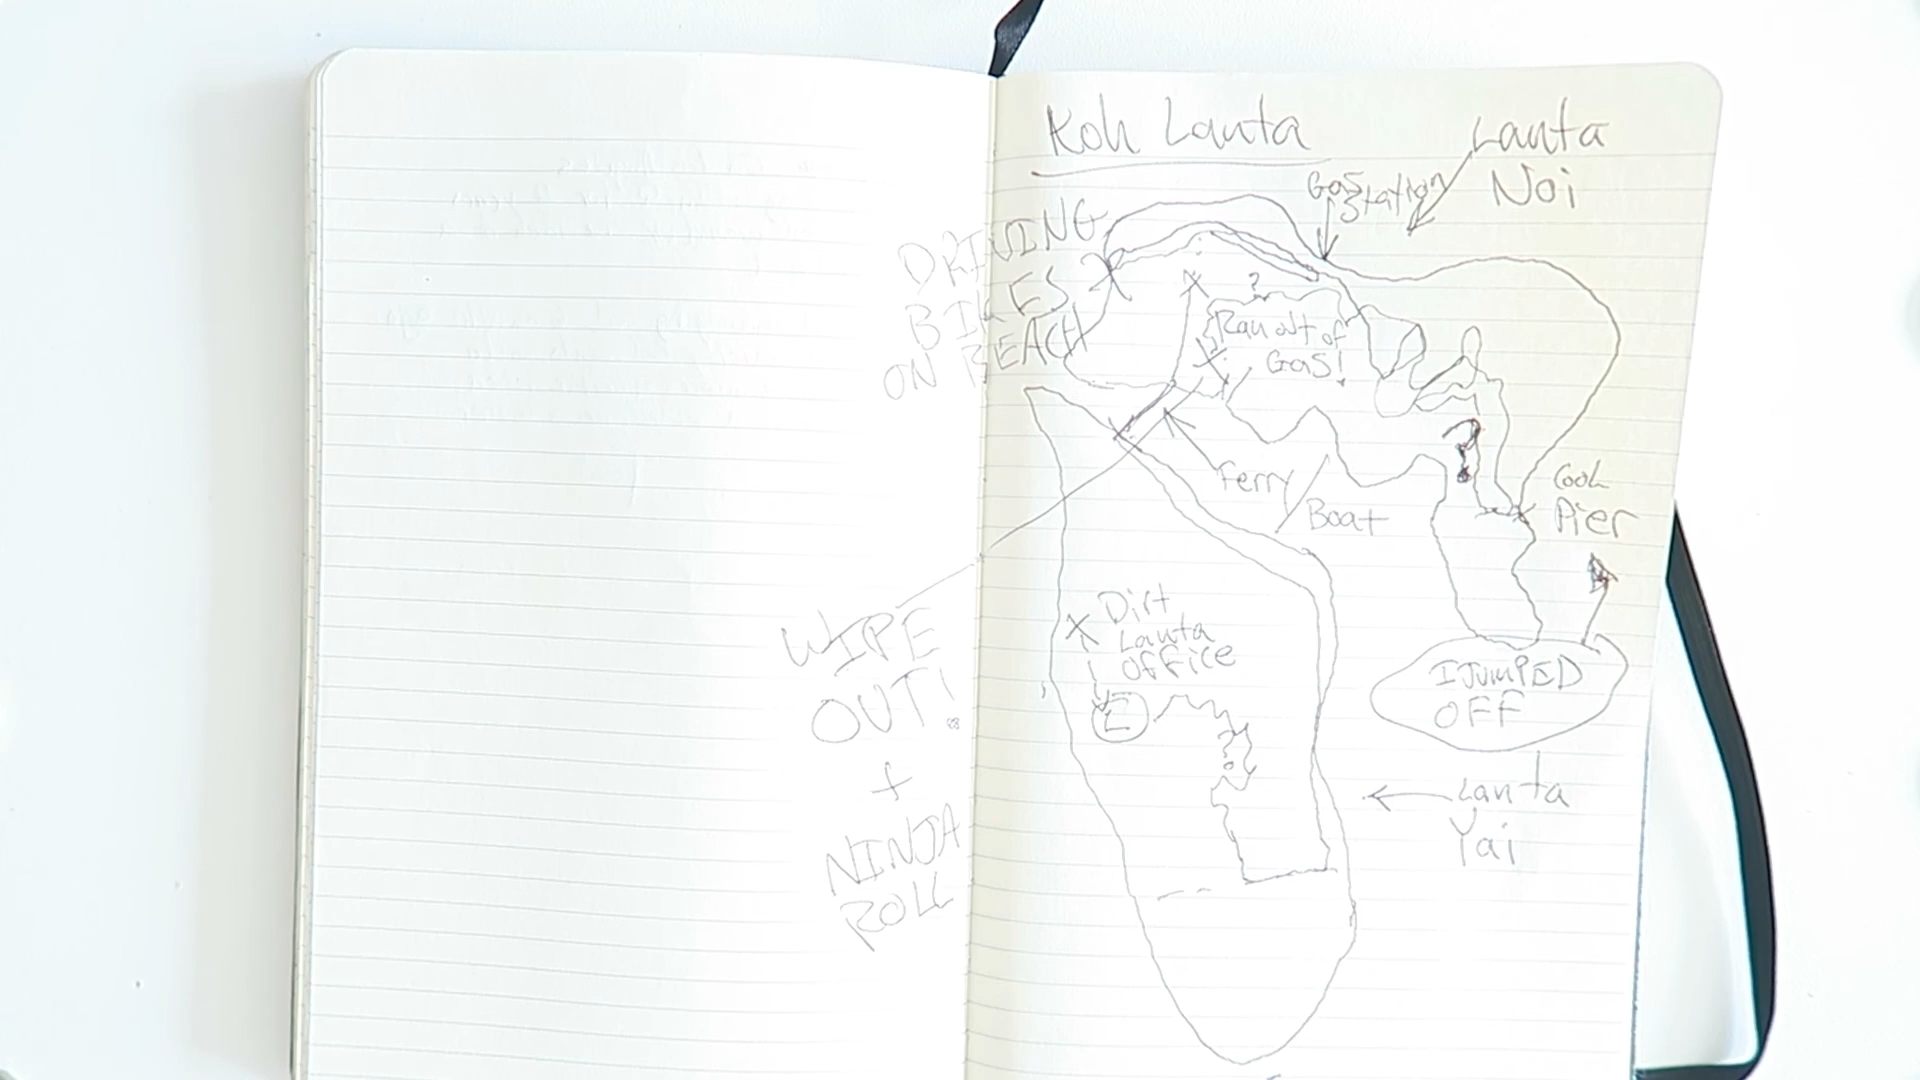 Koh Lanta
Lanta
Noi
Gas
Station
DRIVING
BIKES
ON BEACH
?
Ran out of
Gas!
?
Ferry
Boat
Cool
Pier
Dirt
Lanta
Office
I JUMPED
OFF
WIPE
OUT!
+
NINJA
ROLL
?
Lanta
Yai